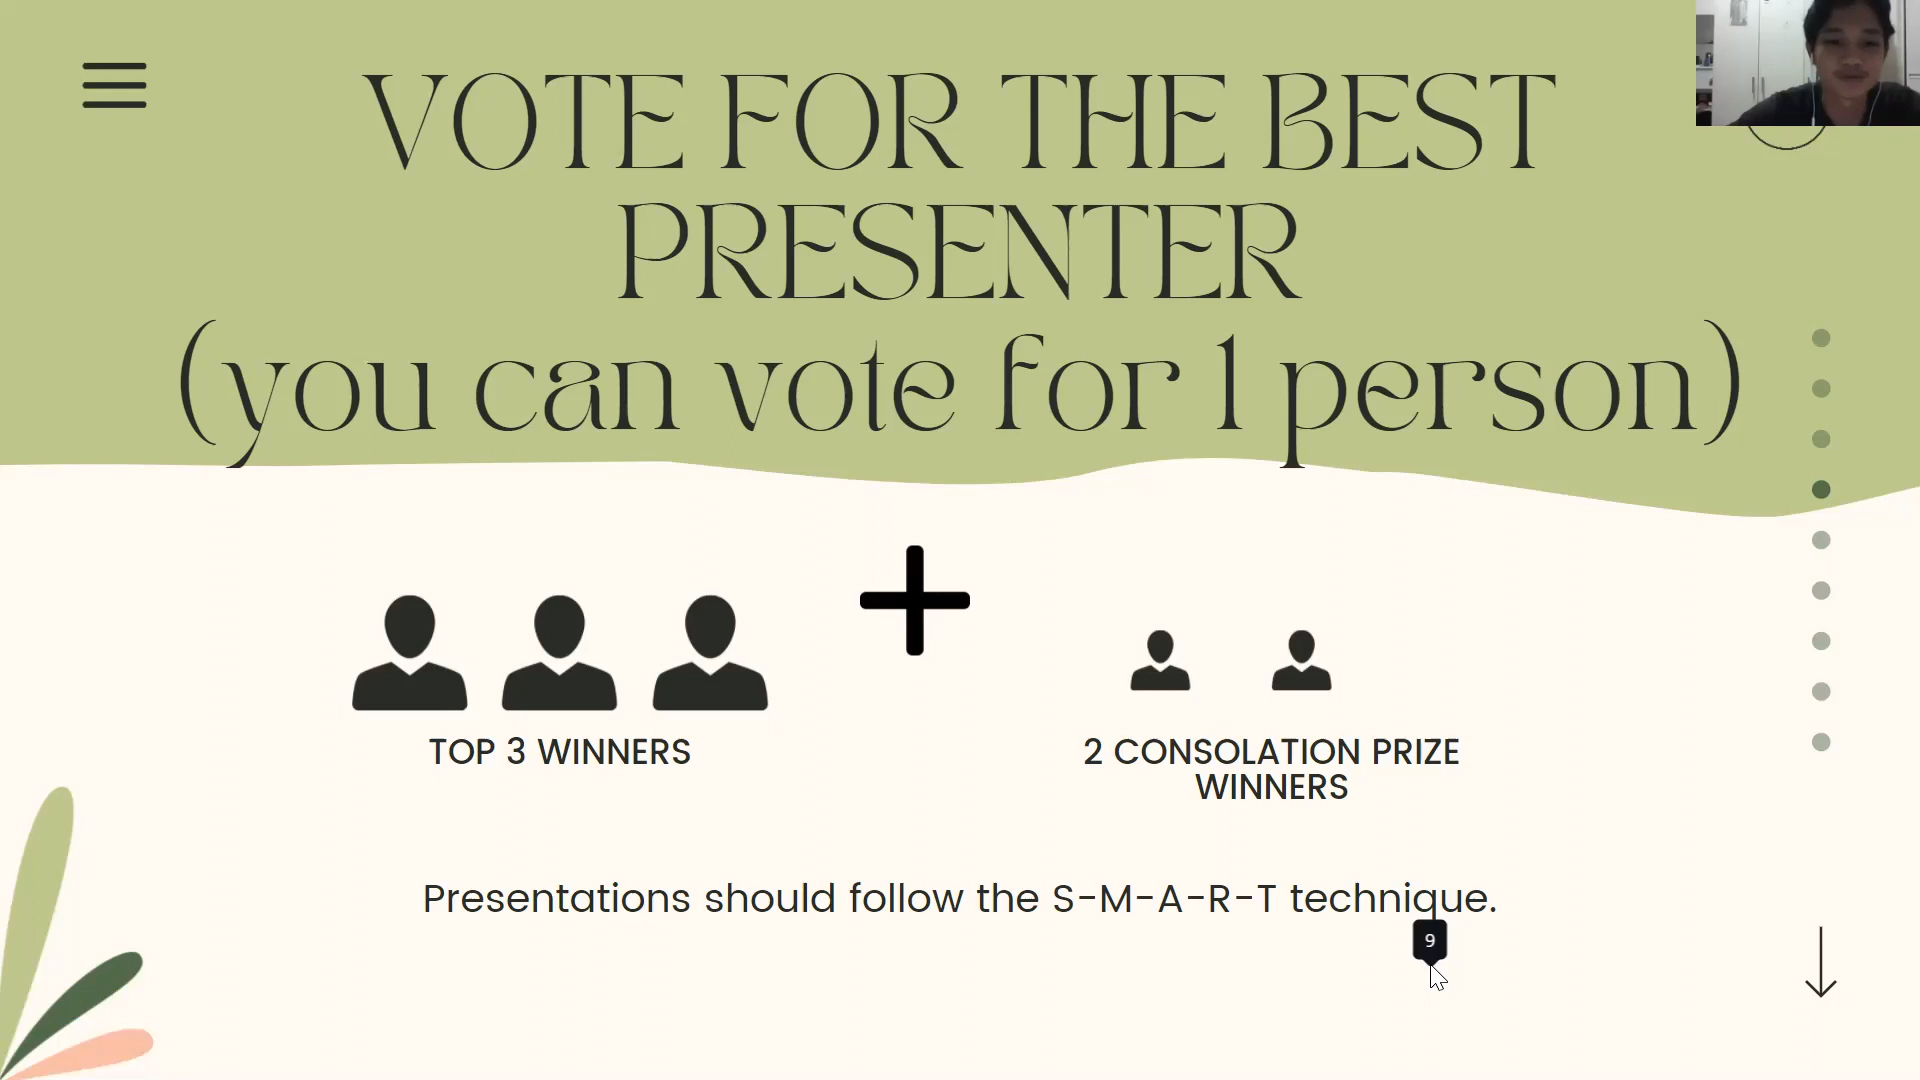 VOTE FOR THE BEST
PRESENTER
(you can vote for 1 person)
TOP 3 WINNERS
2 CONSOLATION PRIZE
WINNERS
Presentations should follow the S-M-A-R-T technique.
9